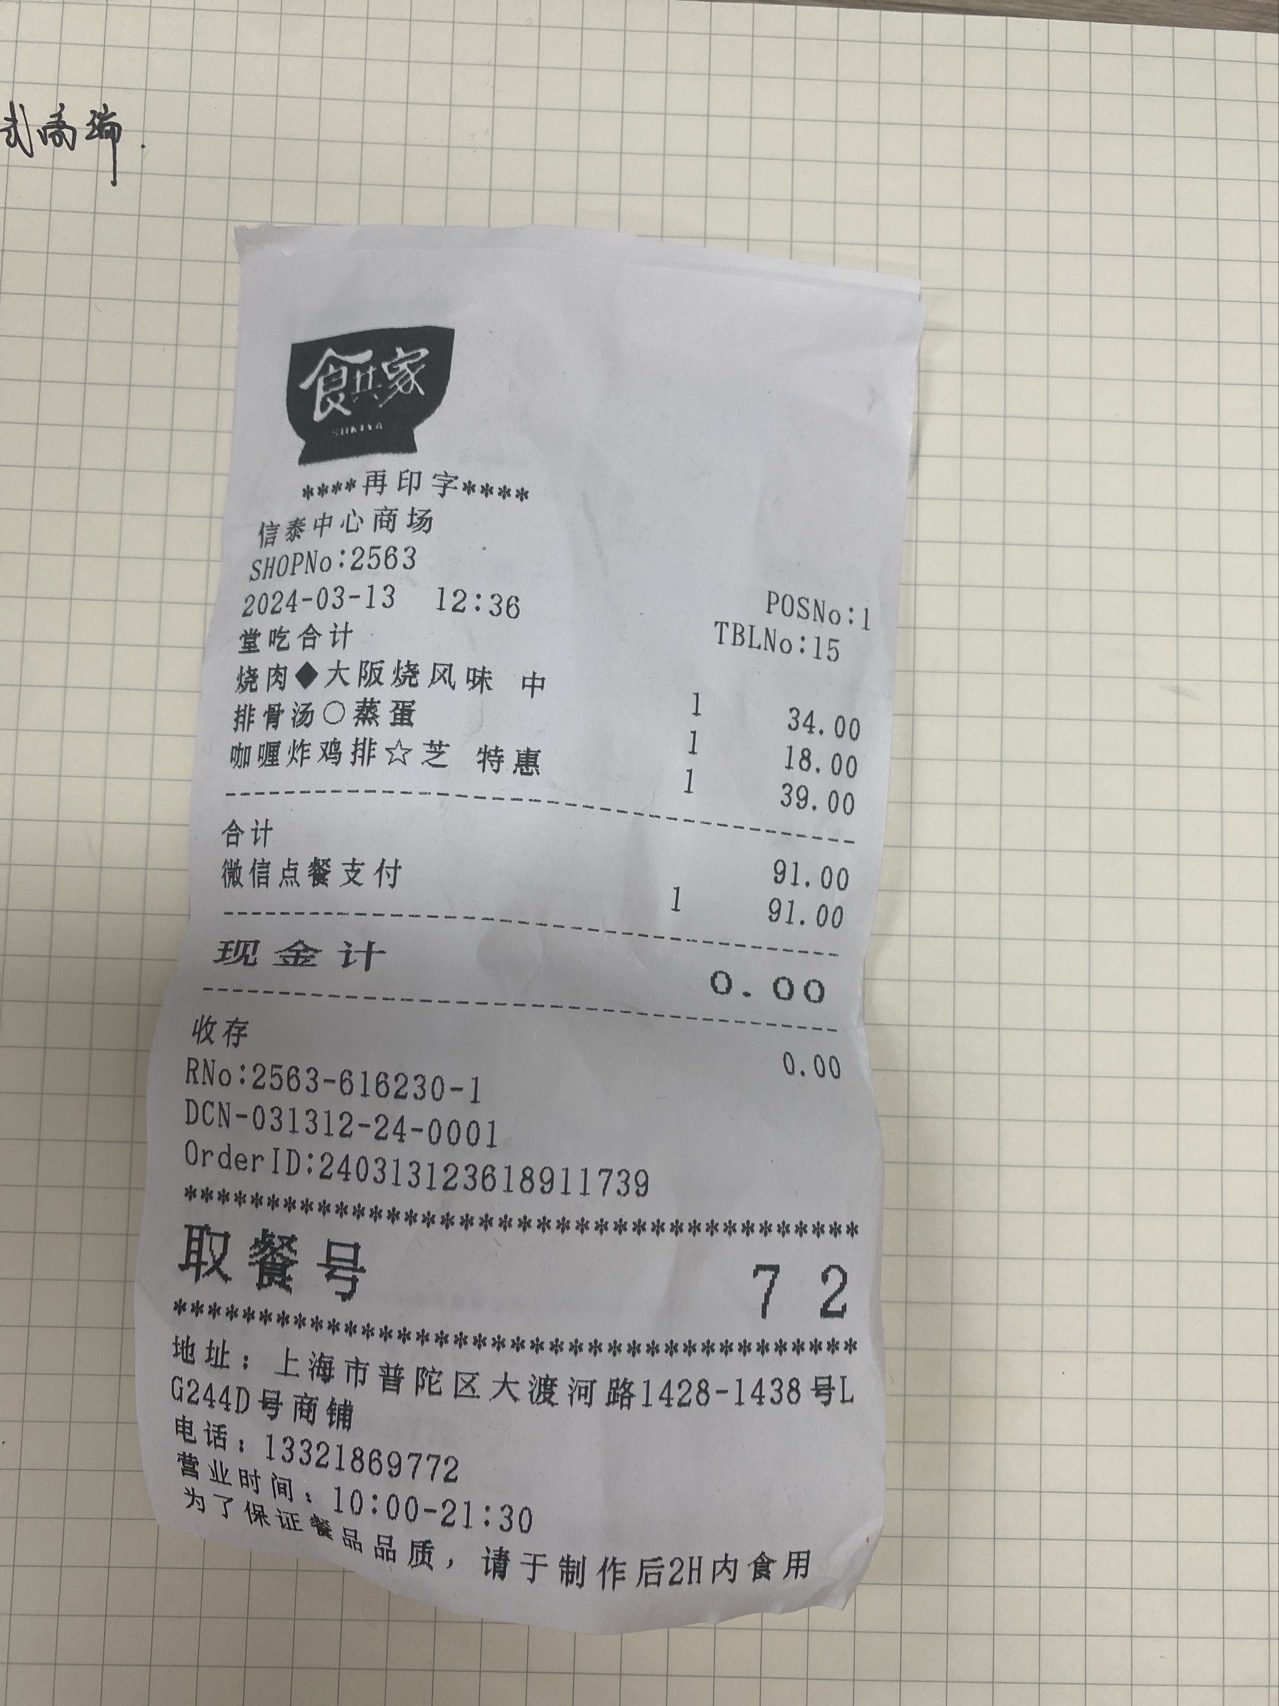 食其家
SUKIYA
****再印字****
信泰中心商场
SHOPNo:2563 POSNo:1
2024-03-13 12:36 TBLNo:15
堂吃合计
烧肉◆大阪烧风味 中 1 34.00
排骨汤○蒸蛋 1 18.00
咖喱炸鸡排☆芝 特惠 1 39.00
合计 91.00
微信点餐支付 1 91.00
现金计 0.00
收存 0.00
RNo:2563-616230-1
DCN-031312-24-0001
OrderID:240313123618911739
****************************************
取餐号 72
****************************************
地址：上海市普陀区大渡河路1428-1438号L
G244D号商铺
电话：13321869772
营业时间：10:00-21:30
为了保证餐品品质，请于制作后2H内食用